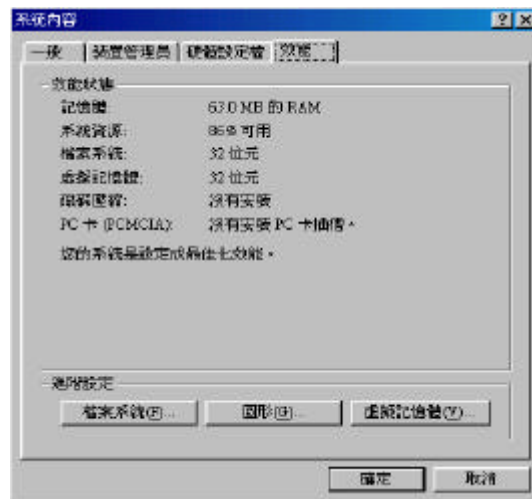 系統內容
一般 裝置管理員 硬體設定檔 效能
效能狀態
記憶體: 63.0 MB 的 RAM
系統資源: 86% 可用
檔案系統: 32 位元
虛擬記憶體: 32 位元
磁碟壓縮: 沒有安裝
PC 卡 (PCMCIA): 沒有安裝 PC 卡插槽。
您的系統是設定成最佳化效能。
進階設定
檔案系統(F)... 圖形(G)... 虛擬記憶體(V)...
確定 取消